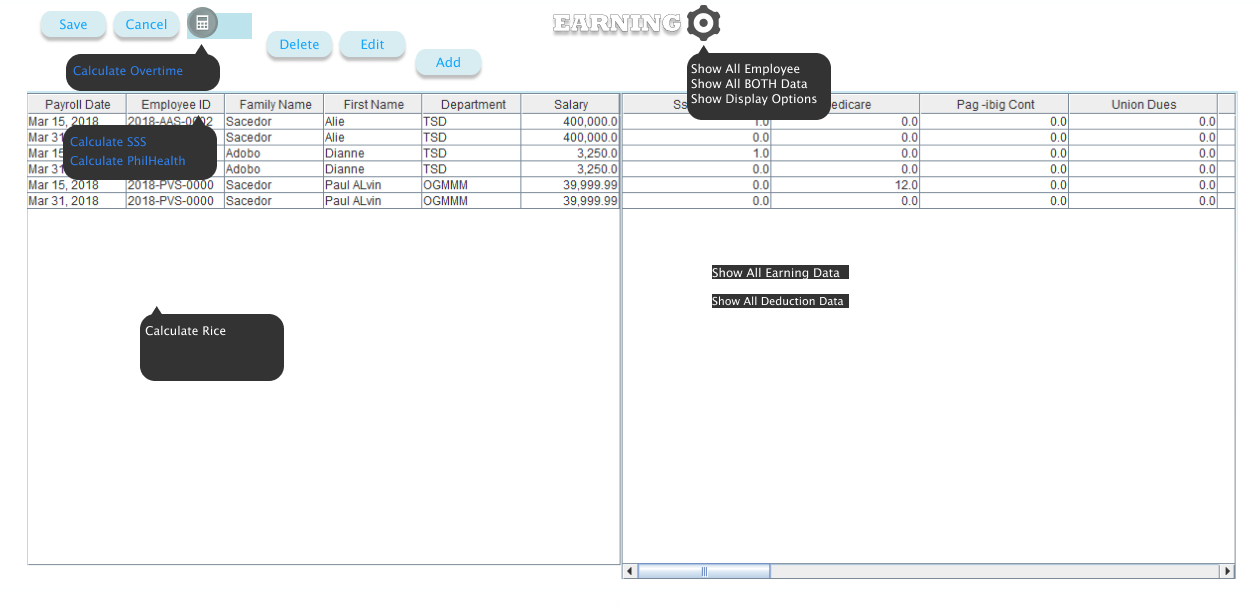 Save Cancel EARNING
Delete Edit
Add
Calculate Overtime
Show All Employee
Show All BOTH Data
Show Display Options
Payroll Date Employee ID Family Name First Name Department Salary Pag -ibig Cont Union Dues
Mar 15, 2018 2018-AAS-0002 Sacedor Alie TSD 400,000.0 1.0 0.0 0.0 0.0
Mar 31 Sacedor Alie TSD 400,000.0 0.0 0.0 0.0 0.0
Mar 15 Adobo Dianne TSD 3,250.0 1.0 0.0 0.0 0.0
Mar 31 Adobo Dianne TSD 3,250.0 0.0 0.0 0.0 0.0
Mar 15, 2018 2018-PVS-0000 Sacedor Paul ALvin OGMMM 39,999.99 0.0 12.0 0.0 0.0
Mar 31, 2018 2018-PVS-0000 Sacedor Paul ALvin OGMMM 39,999.99 0.0 0.0 0.0 0.0
Calculate SSS
Calculate PhilHealth
Show All Earning Data
Show All Deduction Data
Calculate Rice